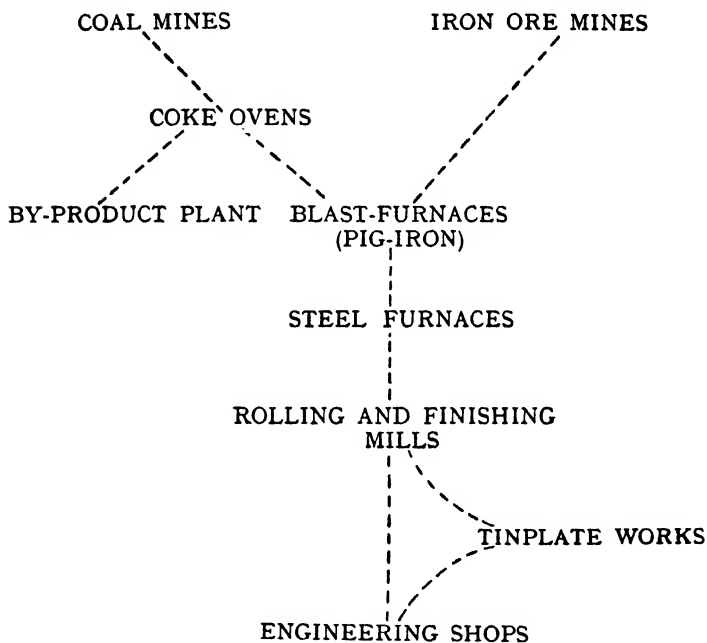 COAL MINES
IRON ORE MINES
COKE OVENS
BY-PRODUCT PLANT
BLAST-FURNACES
(PIG-IRON)
STEEL FURNACES
ROLLING AND FINISHING
MILLS
TINPLATE WORKS
ENGINEERING SHOPS